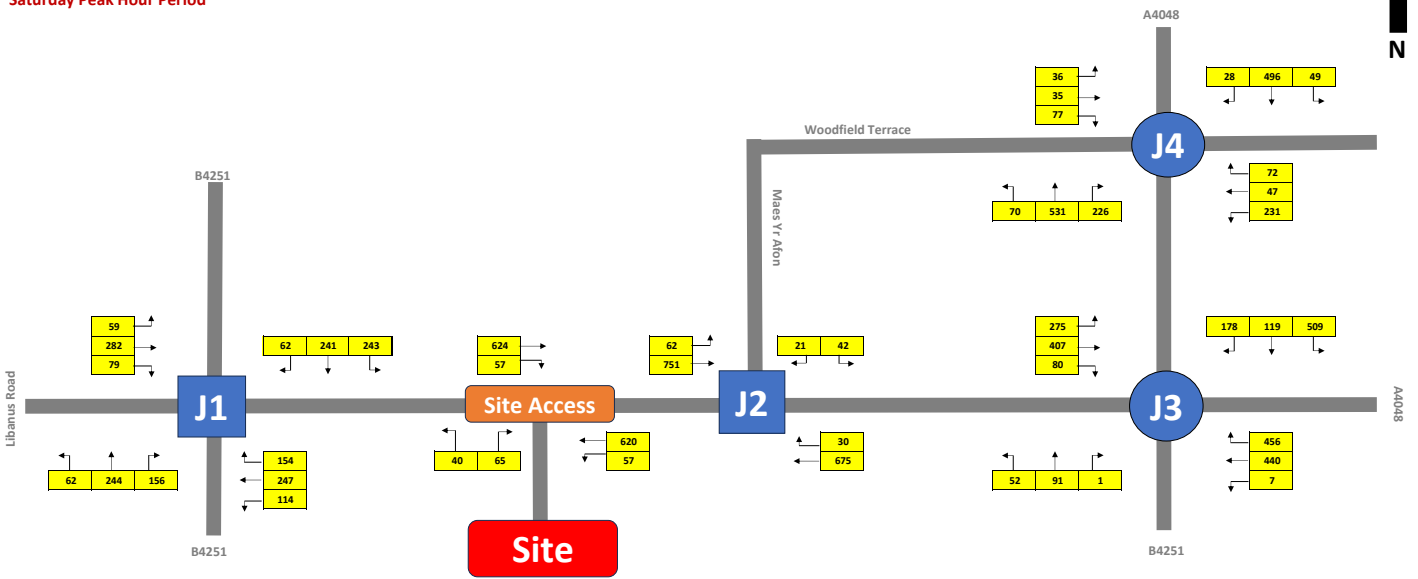 Saturday Peak Hour Period
A4048
N
36
35
77
28 496 49
Woodfield Terrace
J4
72
47
231
70 531 226
B4251
Maes Yr Afon
59
282
79
62 241 243
624
57
62
751
21 42
275
407
80
178 119 509
Libanus Road
J1
Site Access
J2
J3
A4048
62 244 156
154
247
114
40 65
620
57
30
675
52 91 1
456
440
7
B4251
Site
B4251